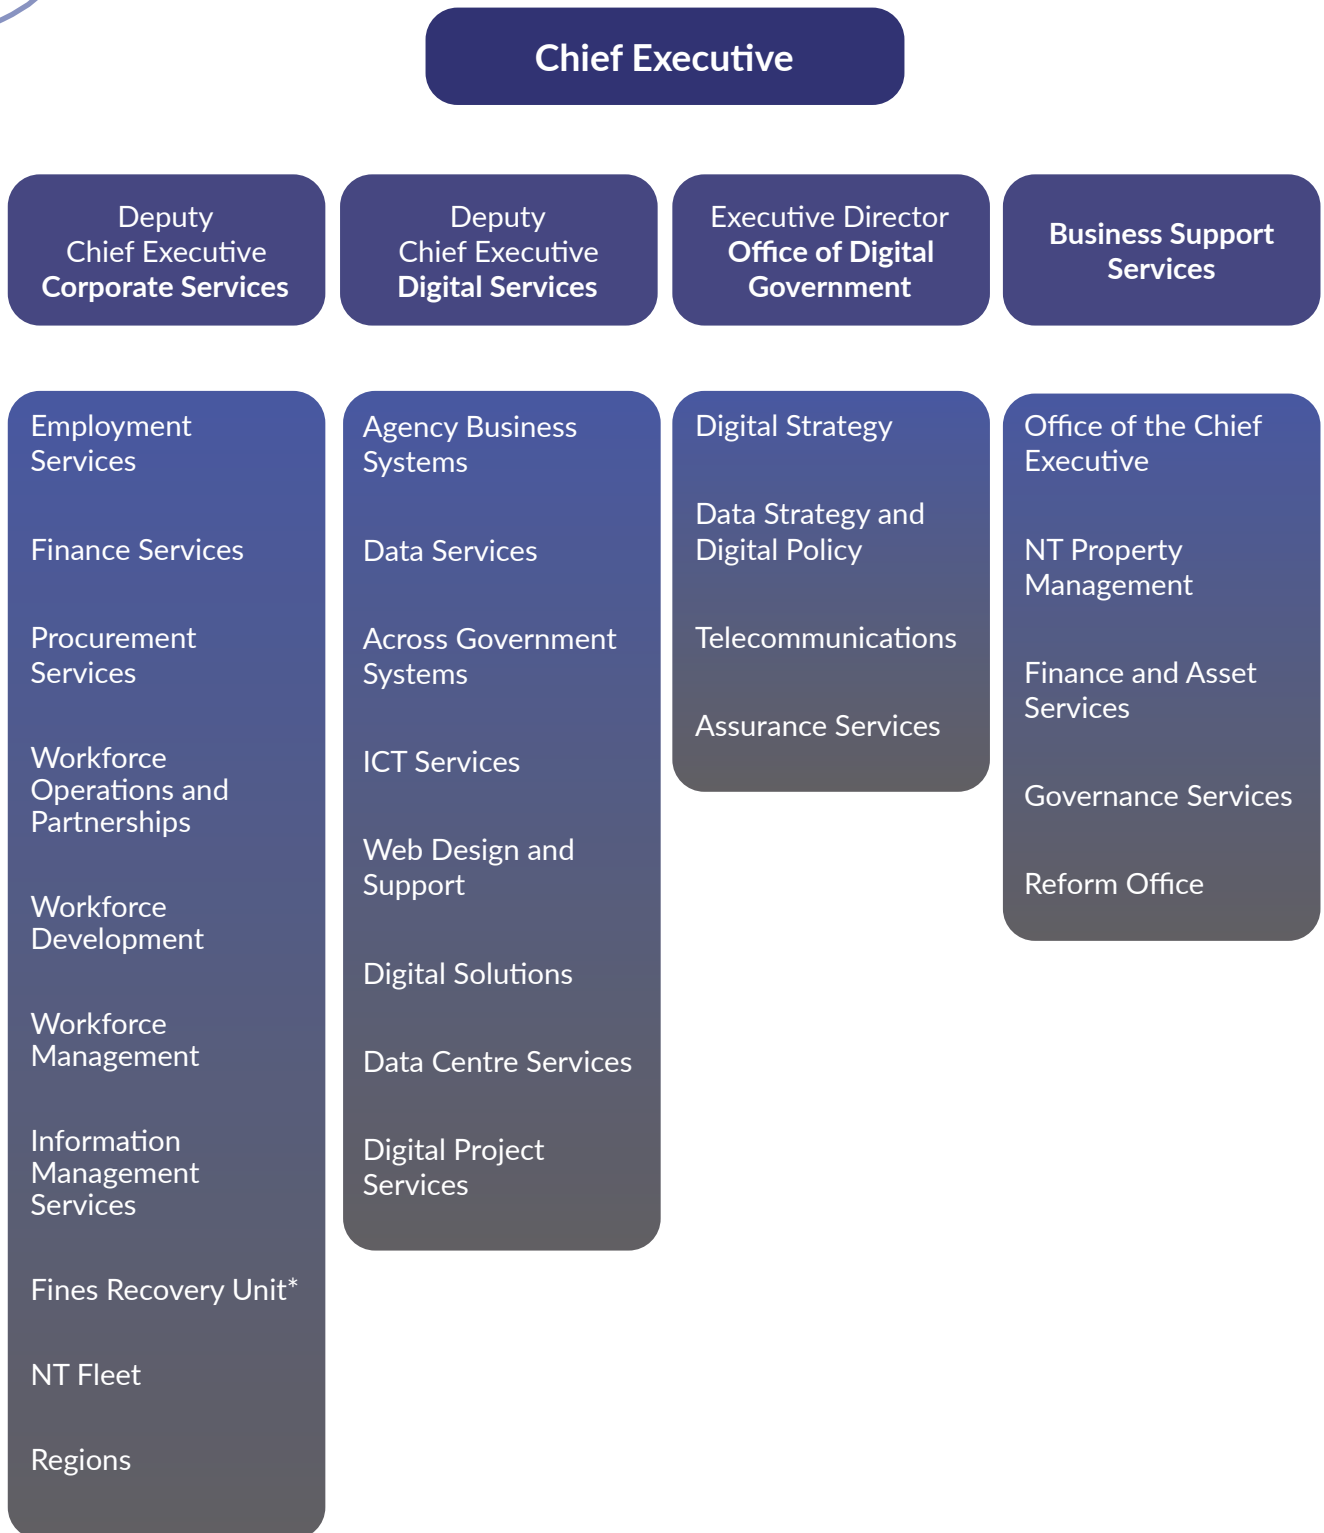 Chief Executive
Deputy
Chief Executive
Corporate Services
Deputy
Chief Executive
Digital Services
Executive Director
Office of Digital
Government
Business Support
Services
Employment
Services
Finance Services
Procurement
Services
Workforce
Operations and
Partnerships
Workforce
Development
Workforce
Management
Information
Management
Services
Fines Recovery Unit*
NT Fleet
Regions
Agency Business
Systems
Data Services
Across Government
Systems
ICT Services
Web Design and
Support
Digital Solutions
Data Centre Services
Digital Project
Services
Digital Strategy
Data Strategy and
Digital Policy
Telecommunications
Assurance Services
Office of the Chief
Executive
NT Property
Management
Finance and Asset
Services
Governance Services
Reform Office